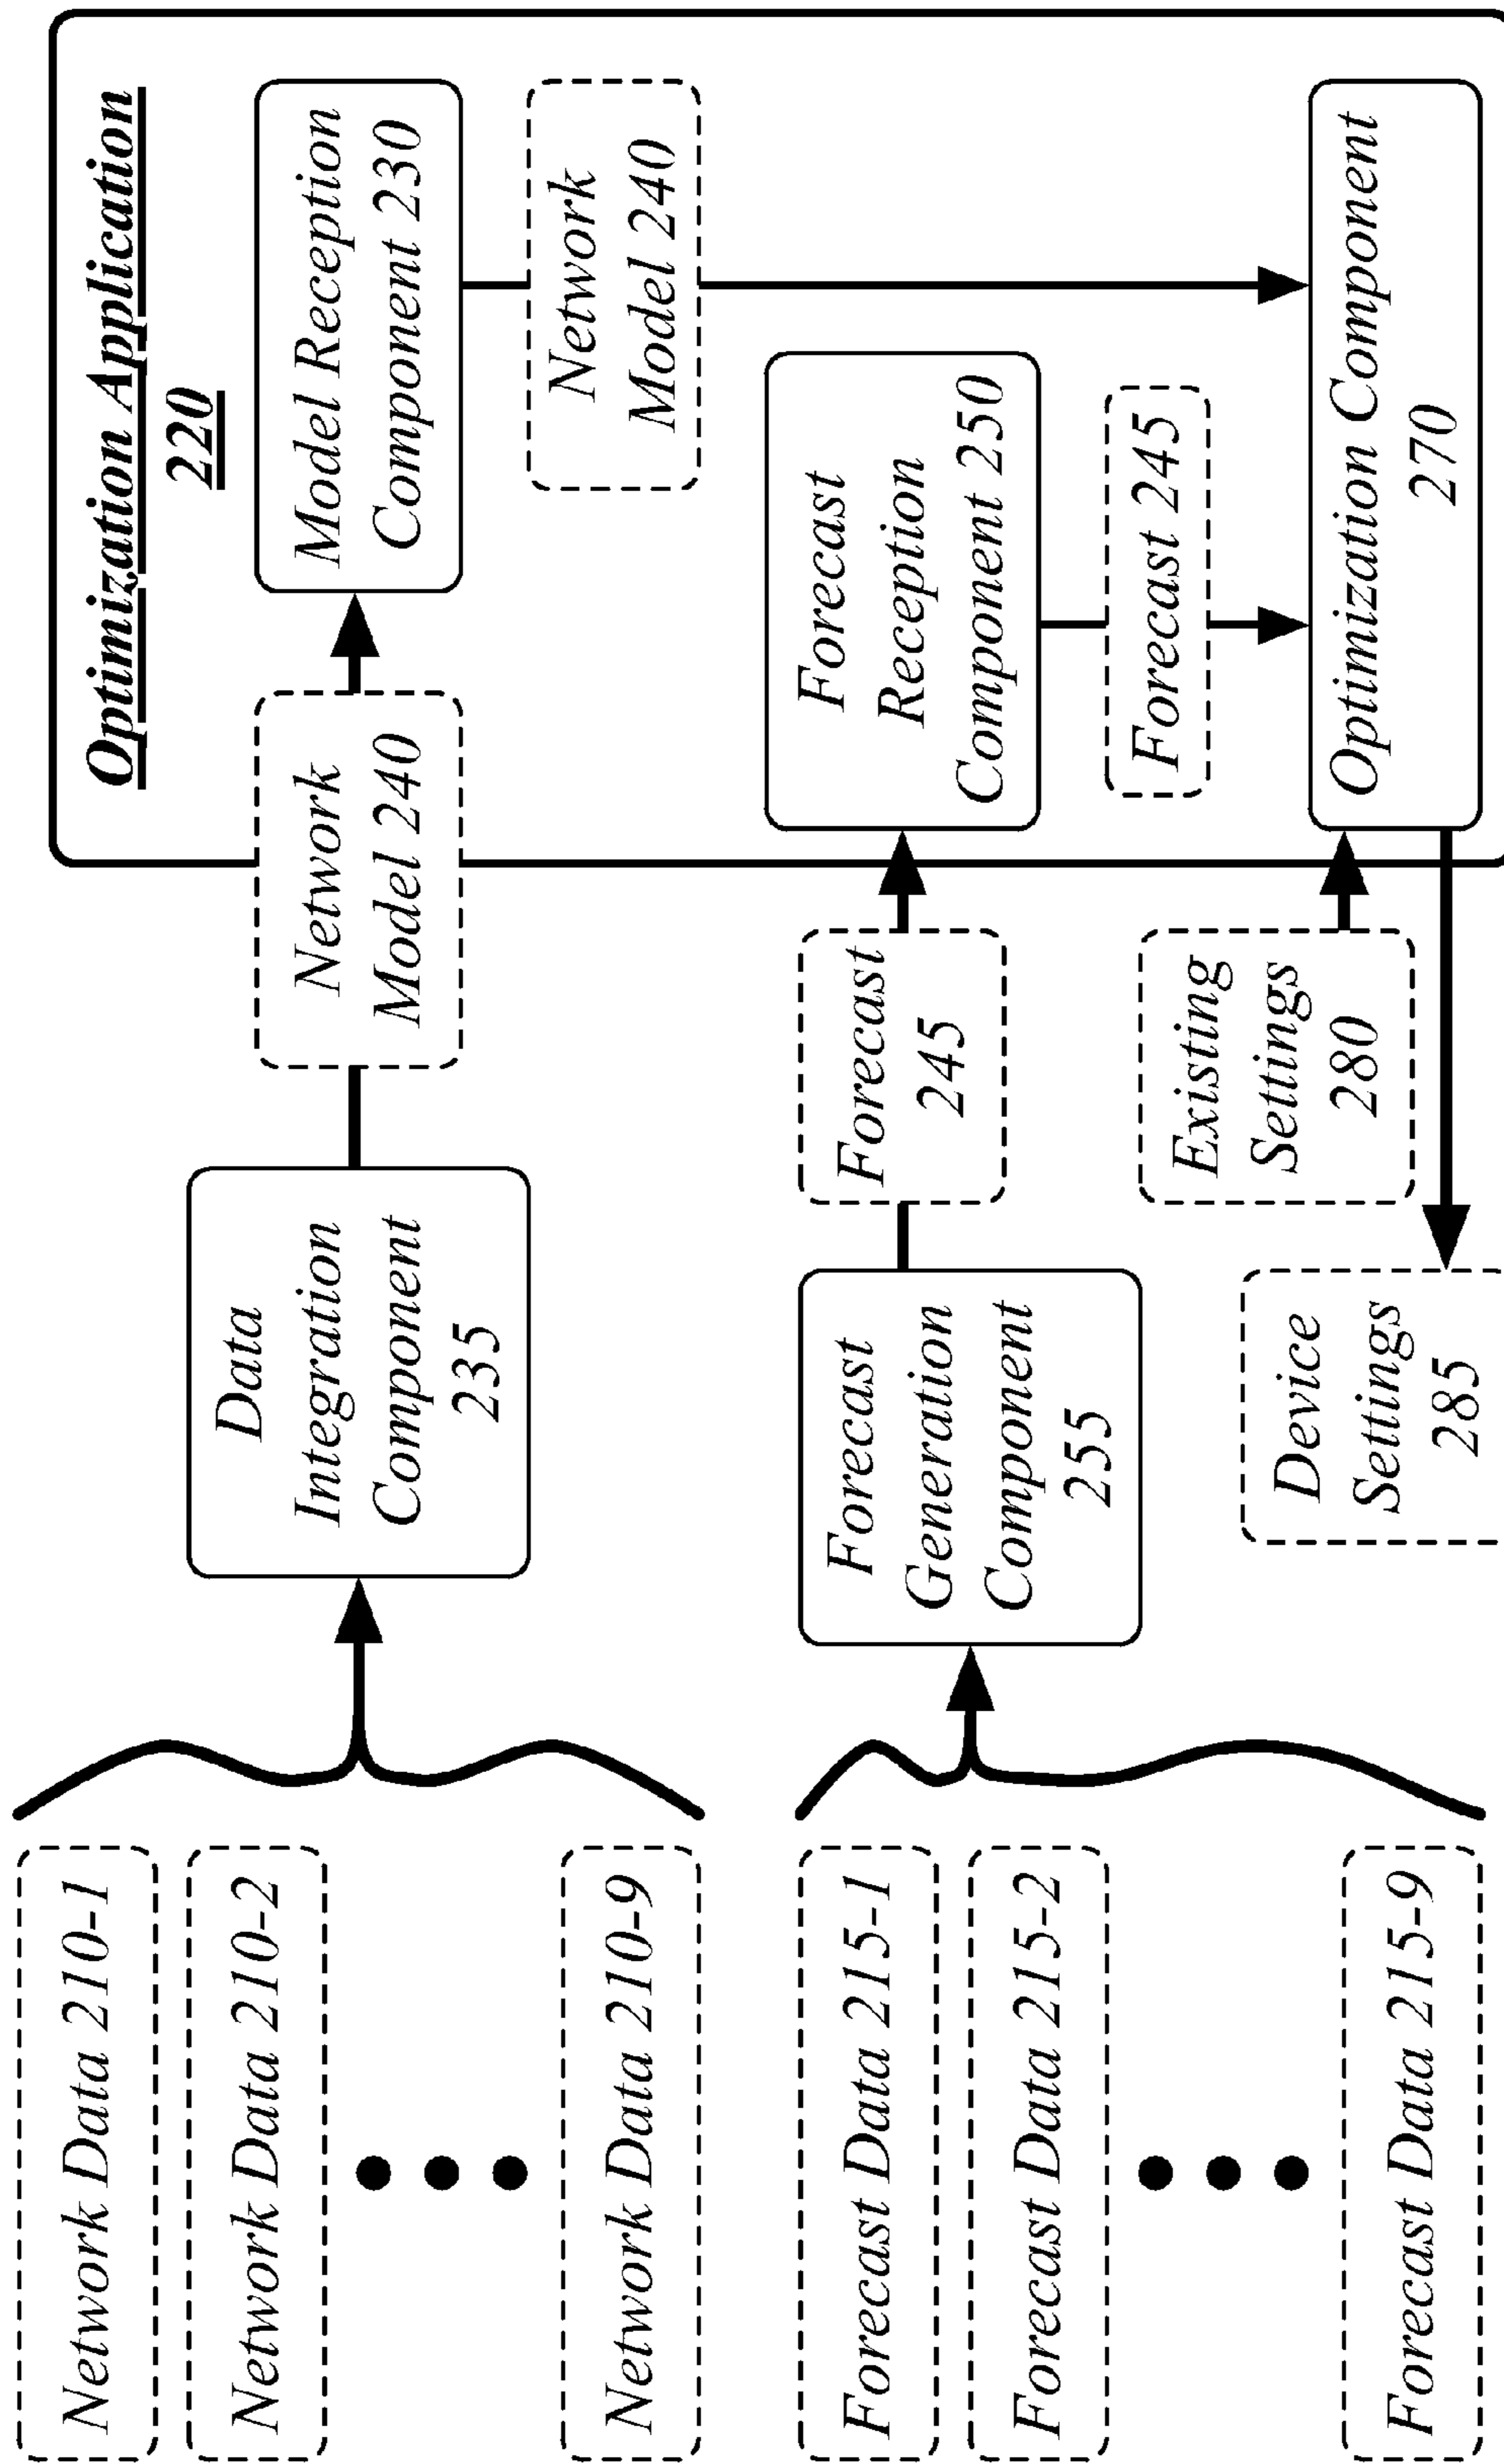 Network Data 210-1
Network Data 210-2
Network Data 210-9
Data
Integration
Component
235
Network
Model 240
Optimization Application
220
Model Reception
Component 230
Network
Model 240
Forecast Data 215-1
Forecast Data 215-2
Forecast Data 215-9
Forecast
Generation
Component
255
Forecast
245
Forecast
Reception
Component 250
Forecast 245
Existing
Settings
280
Optimization Component
270
Device
Settings
285